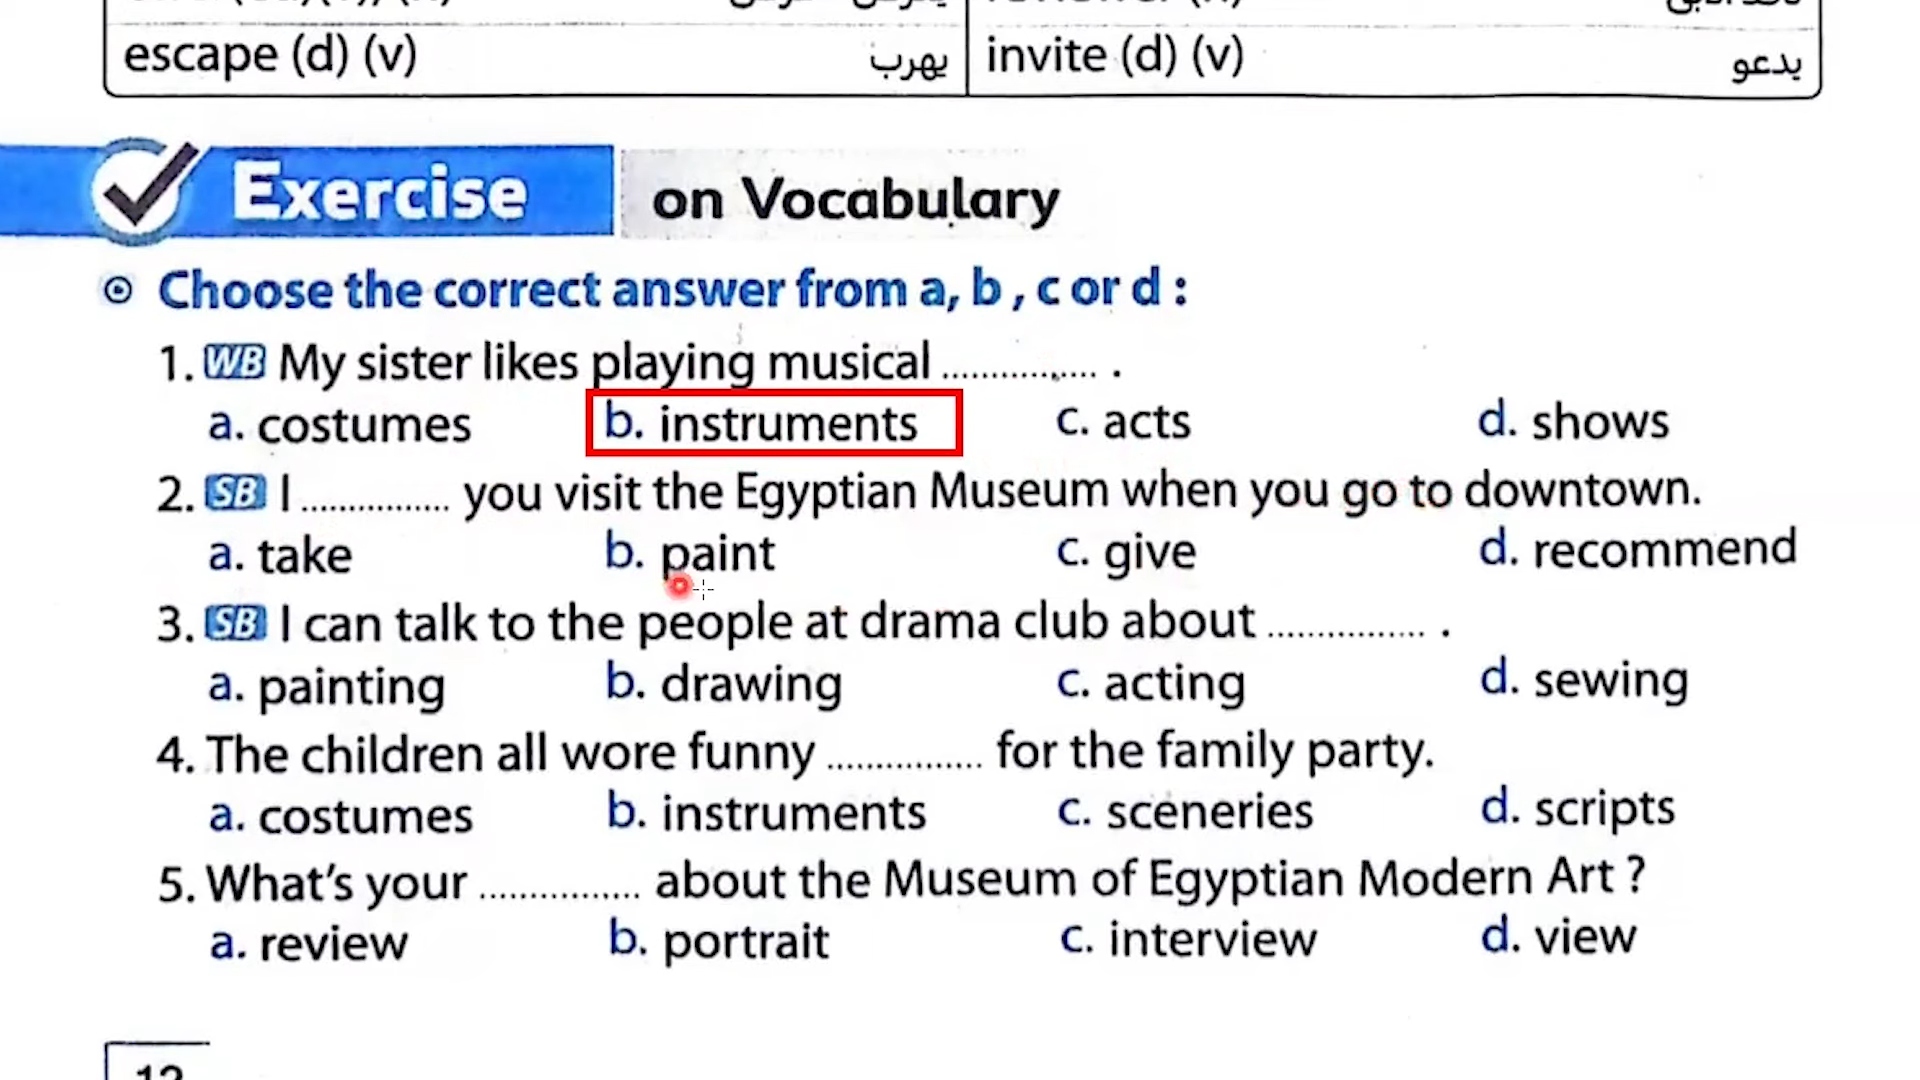 escape (d) (v) يهرب invite (d) (v) يدعو
Exercise on Vocabulary
Choose the correct answer from a, b , c or d :
1. WB My sister likes playing musical ................ .
a. costumes b. instruments c. acts d. shows
2. SB I ................ you visit the Egyptian Museum when you go to downtown.
a. take b. paint c. give d. recommend
3. SB I can talk to the people at drama club about ................ .
a. painting b. drawing c. acting d. sewing
4. The children all wore funny ................ for the family party.
a. costumes b. instruments c. sceneries d. scripts
5. What's your ................ about the Museum of Egyptian Modern Art ?
a. review b. portrait c. interview d. view
12